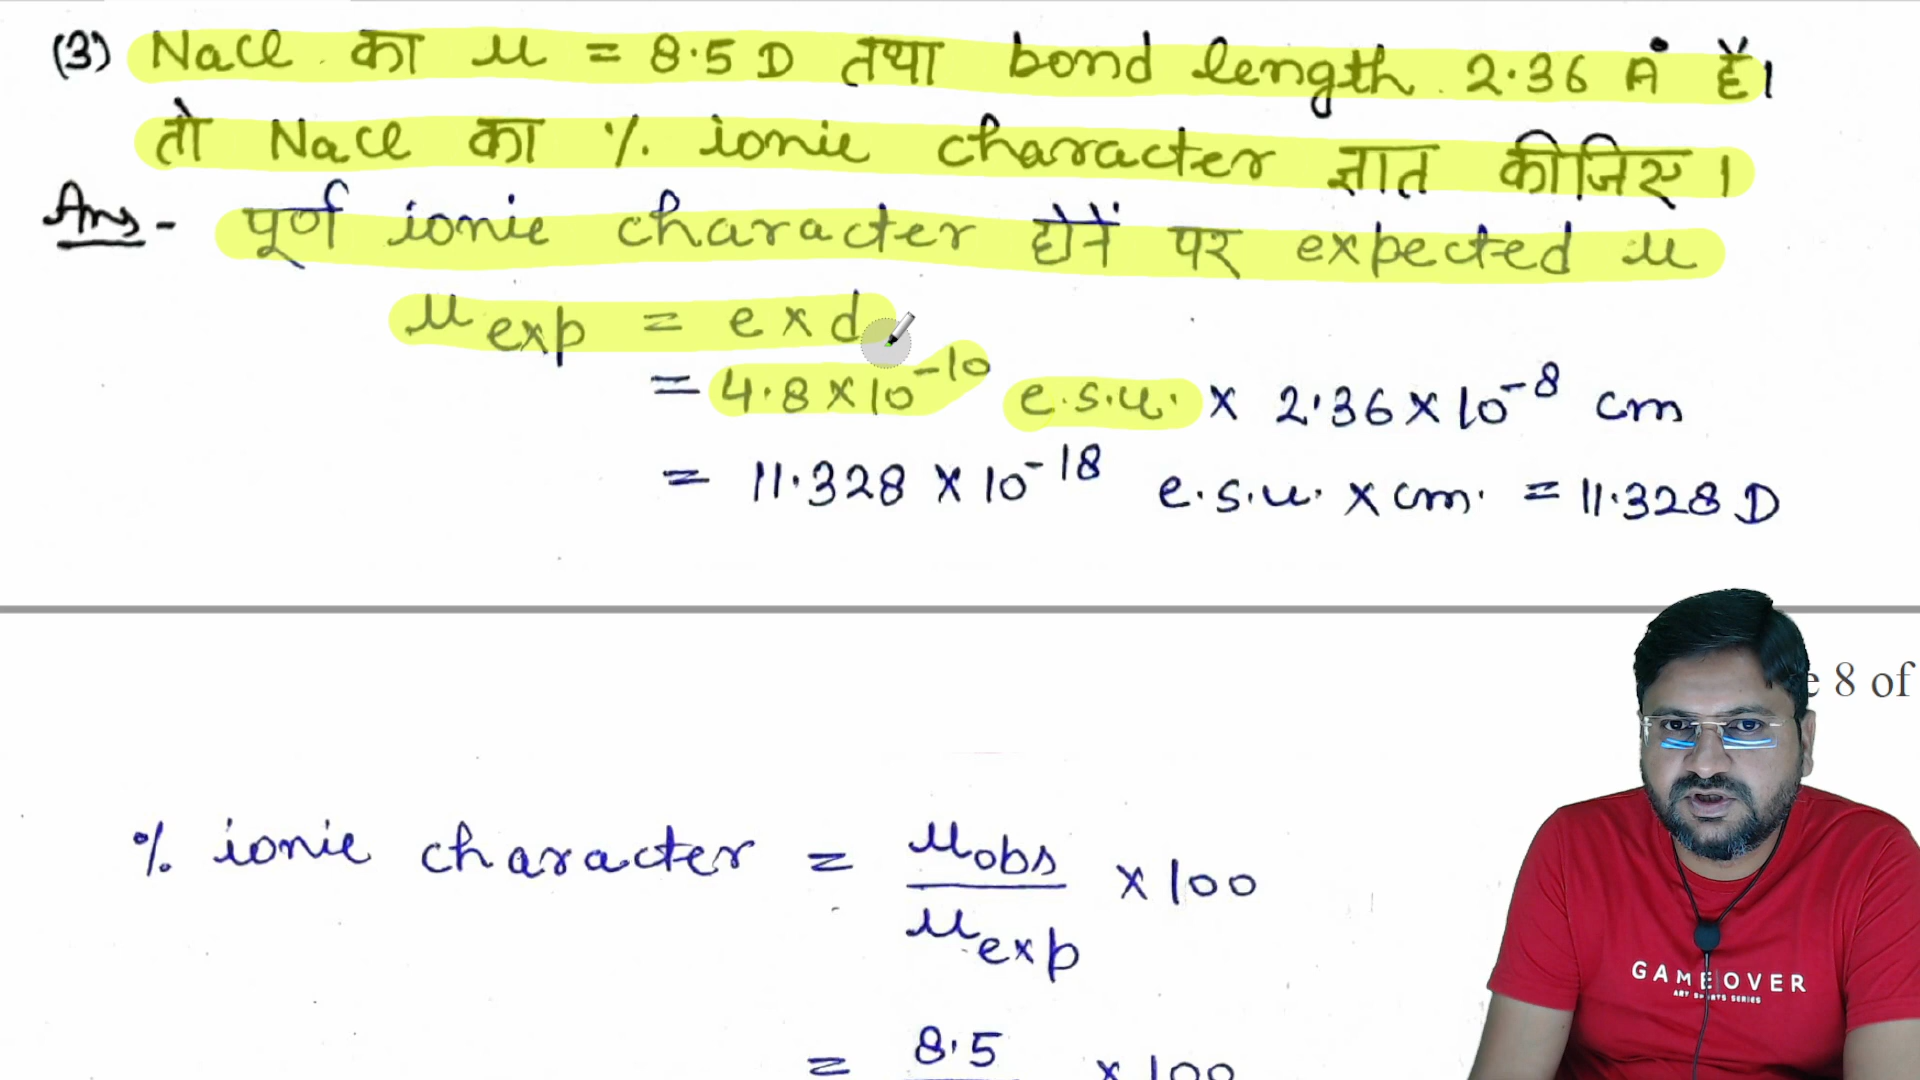 (3) Nacl का μ = 8.5 D तथा bond length 2.36 Å है।
तो Nacl का % ionic character ज्ञात कीजिए।
Ans- पूर्ण ionic character होने पर expected μ
μexp = e×d
= 4.8×10⁻¹⁰ e.s.u. × 2.36×10⁻⁸ cm
= 11.328 × 10⁻¹⁸ e.s.u. × cm. = 11.328 D
e 8 of
% ionic character = μobs / μexp × 100
= 8.5 × 100
GAME OVER